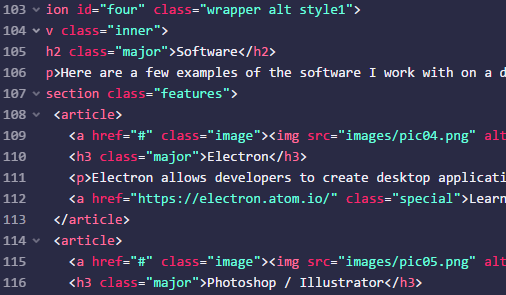 103 ion id="four" class="wrapper alt style1">
104 v class="inner">
105 h2 class="major">Software</h2>
106 p>Here are a few examples of the software I work with on a d
107 section class="features">
108 <article>
109 <a href="#" class="image"><img src="images/pic04.png" alt
110 <h3 class="major">Electron</h3>
111 <p>Electron allows developers to create desktop applicati
112 <a href="https://electron.atom.io/" class="special">Learn
113 </article>
114 <article>
115 <a href="#" class="image"><img src="images/pic05.png" alt
116 <h3 class="major">Photoshop / Illustrator</h3>